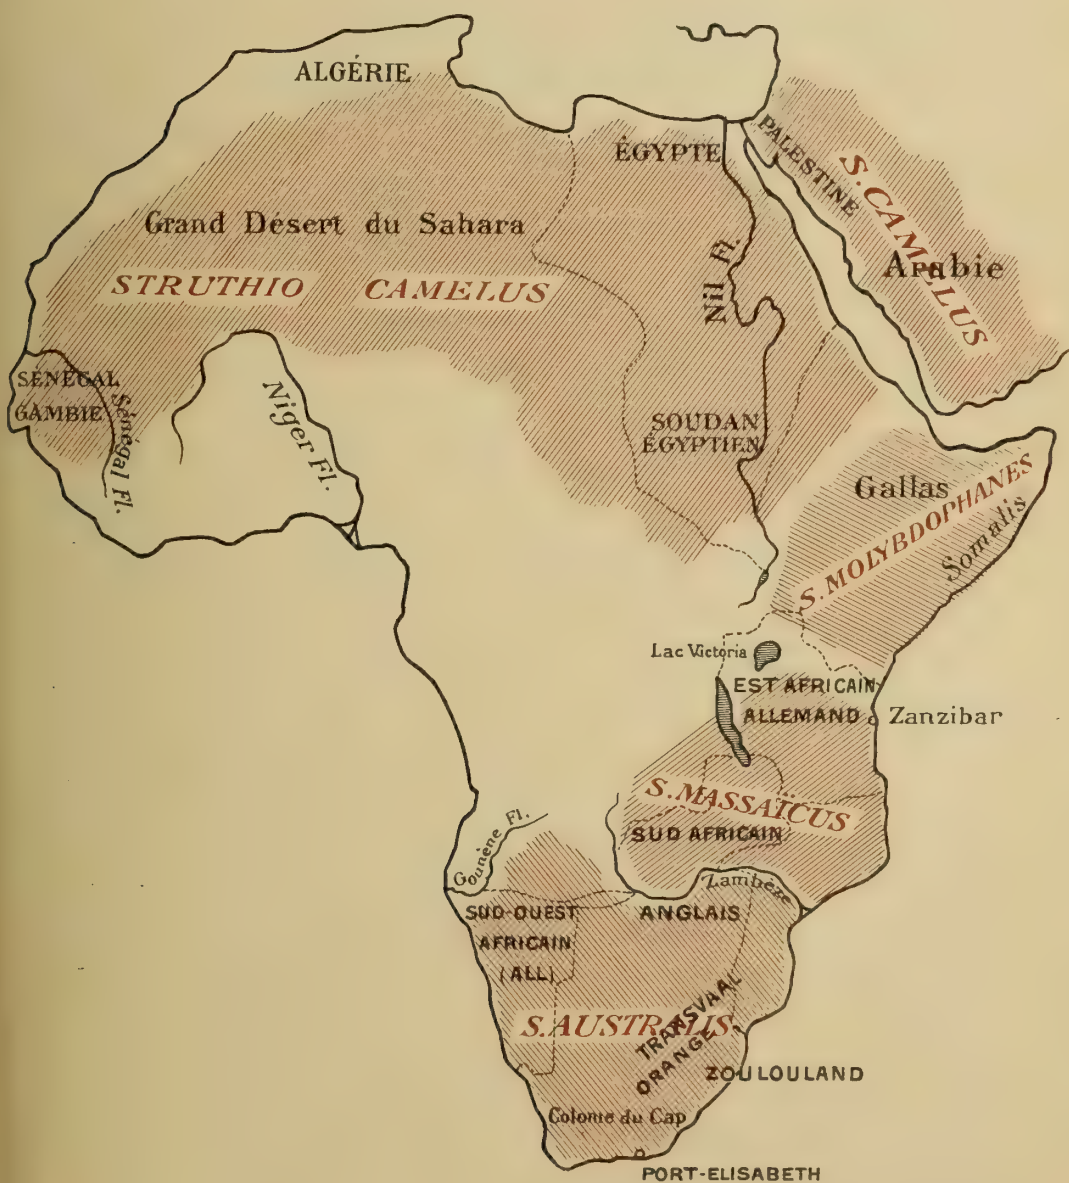 ALGÉRIE
ÉGYPTE
PALESTINE
S. CAMELUS
Grand Désert du Sahara
Nil Fl.
Arabie
STRUTHIO CAMELUS
SÉNÉGAL
GAMBIE
Sénégal Fl.
Niger Fl.
SOUDAN
ÉGYPTIEN
Gallas
S. MOLYBDOPHANES
Somalis
Lac Victoria
EST AFRICAIN
ALLEMAND
Zanzibar
S. MASSAÏCUS
SUD AFRICAIN
Gounène Fl.
Zambèze
SUD-OUEST
AFRICAIN
(ALL)
ANGLAIS
S. AUSTRALIS
TRANSVAAL
ORANGE
ZOULOULAND
Colonie du Cap
PORT-ELISABETH